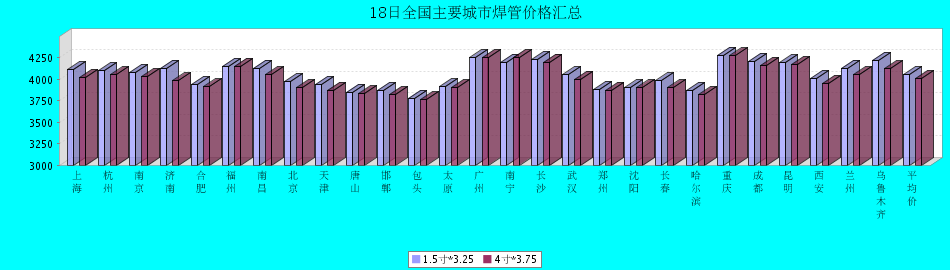 18日全国主要城市焊管价格汇总
4250
4000
3750
3500
3250
3000
上海 杭州 南京 济南 合肥 福州 南昌 北京 天津 唐山 邯郸 包头 太原 广州 南宁 长沙 武汉 郑州 沈阳 长春 哈尔滨 重庆 成都 昆明 西安 兰州 乌鲁木齐 平均价
1.5寸*3.25 4寸*3.75